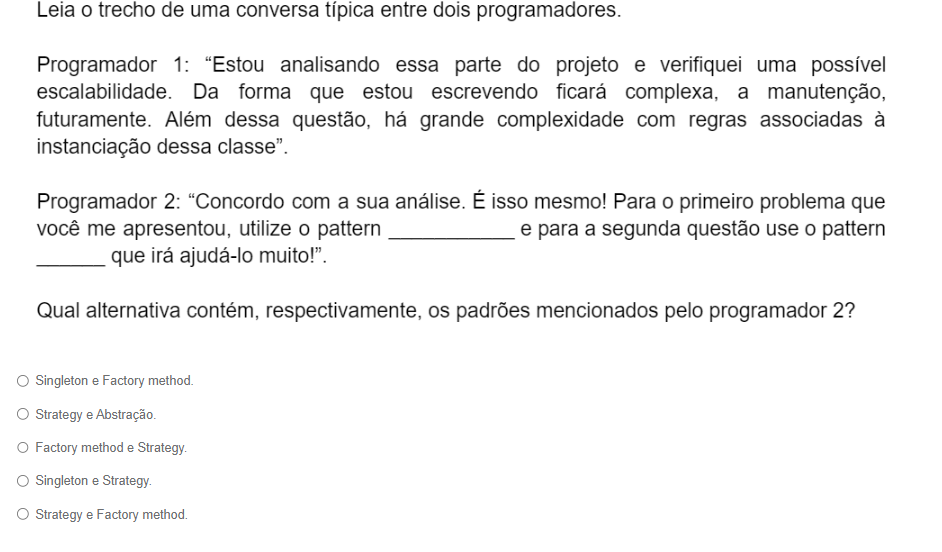 Leia o trecho de uma conversa típica entre dois programadores.
Programador 1: “Estou analisando essa parte do projeto e verifiquei uma possível
escalabilidade. Da forma que estou escrevendo ficará complexa, a manutenção,
futuramente. Além dessa questão, há grande complexidade com regras associadas à
instanciação dessa classe”.
Programador 2: “Concordo com a sua análise. É isso mesmo! Para o primeiro problema que
você me apresentou, utilize o pattern ____________ e para a segunda questão use o pattern
_______ que irá ajudá-lo muito!”.
Qual alternativa contém, respectivamente, os padrões mencionados pelo programador 2?
Singleton e Factory method.
Strategy e Abstração.
Factory method e Strategy.
Singleton e Strategy.
Strategy e Factory method.